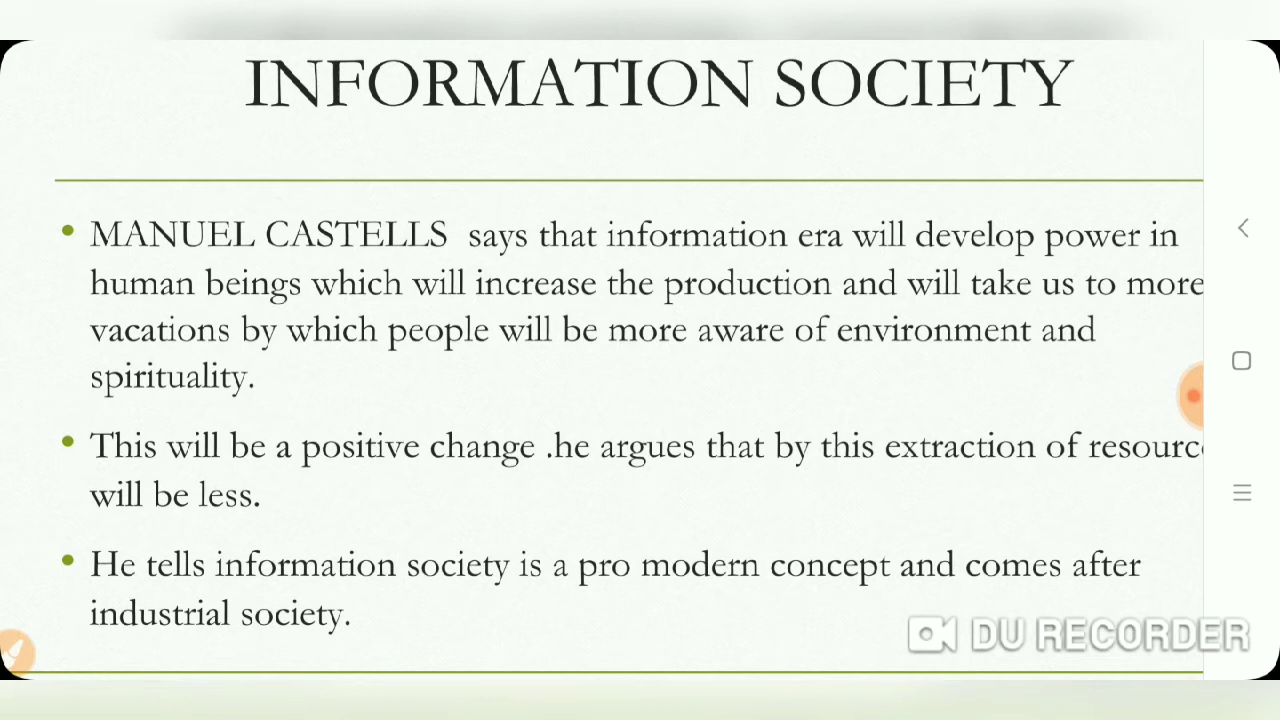 INFORMATION SOCIETY
MANUEL CASTELLS says that information era will develop power in
human beings which will increase the production and will take us to more
vacations by which people will be more aware of environment and
spirituality.
This will be a positive change .he argues that by this extraction of
will be less.
He tells information society is a pro modern concept and comes after
industrial society.
DU RECORDER